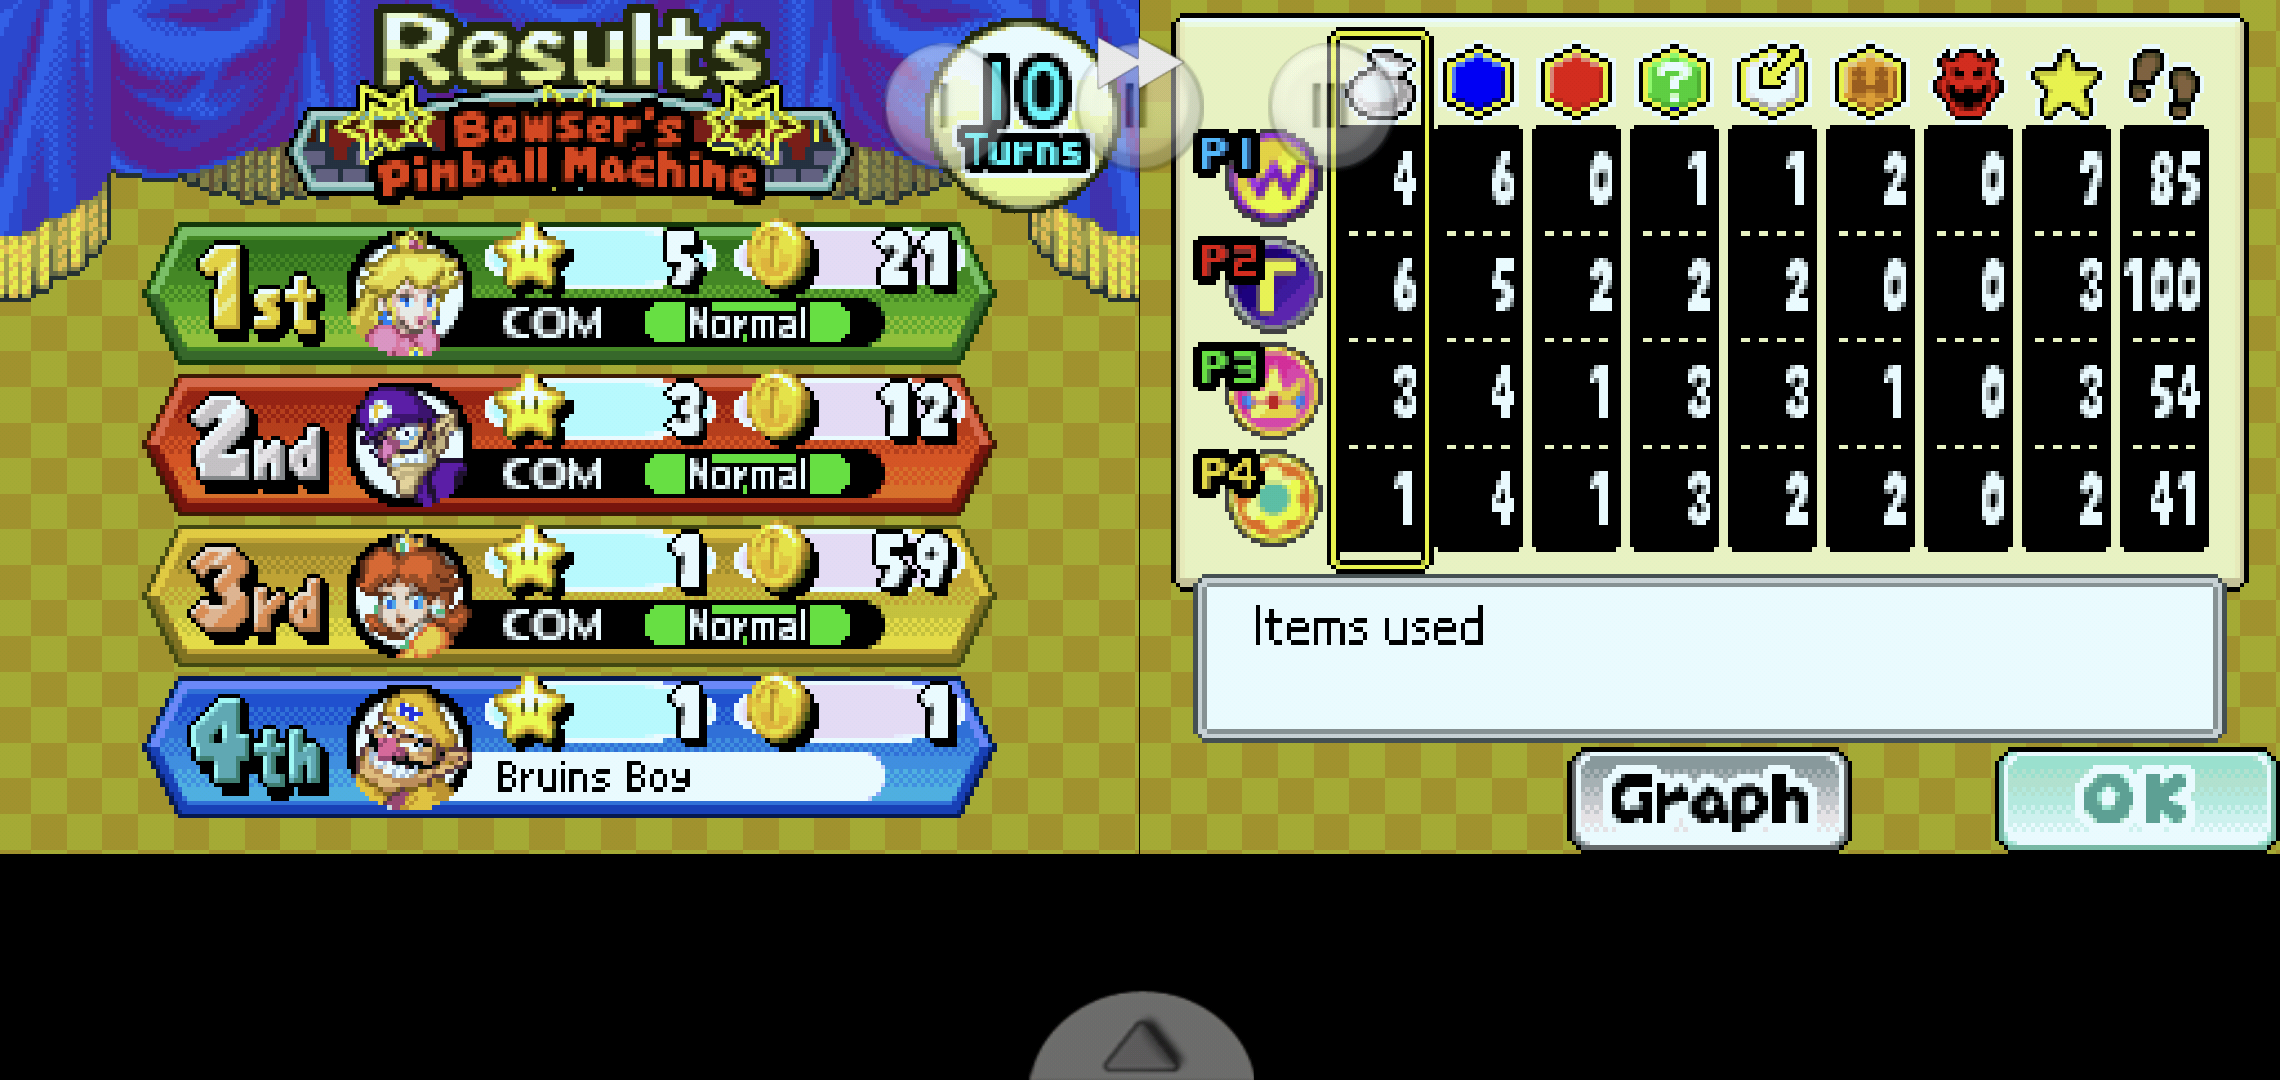 Results
Bowser's
Pinball Machine
10
Turns
1st
5
21
COM
Normal
2nd
3
12
COM
Normal
3rd
1
59
COM
Normal
4th
1
1
Bruins Boy
?
P1 W 4 6 0 1 1 2 0 7 85
P2 Γ 6 5 2 2 2 0 0 3 100
P3 3 4 1 3 3 1 0 3 54
P4 1 4 1 3 2 2 0 2 41
Items used
Graph
OK